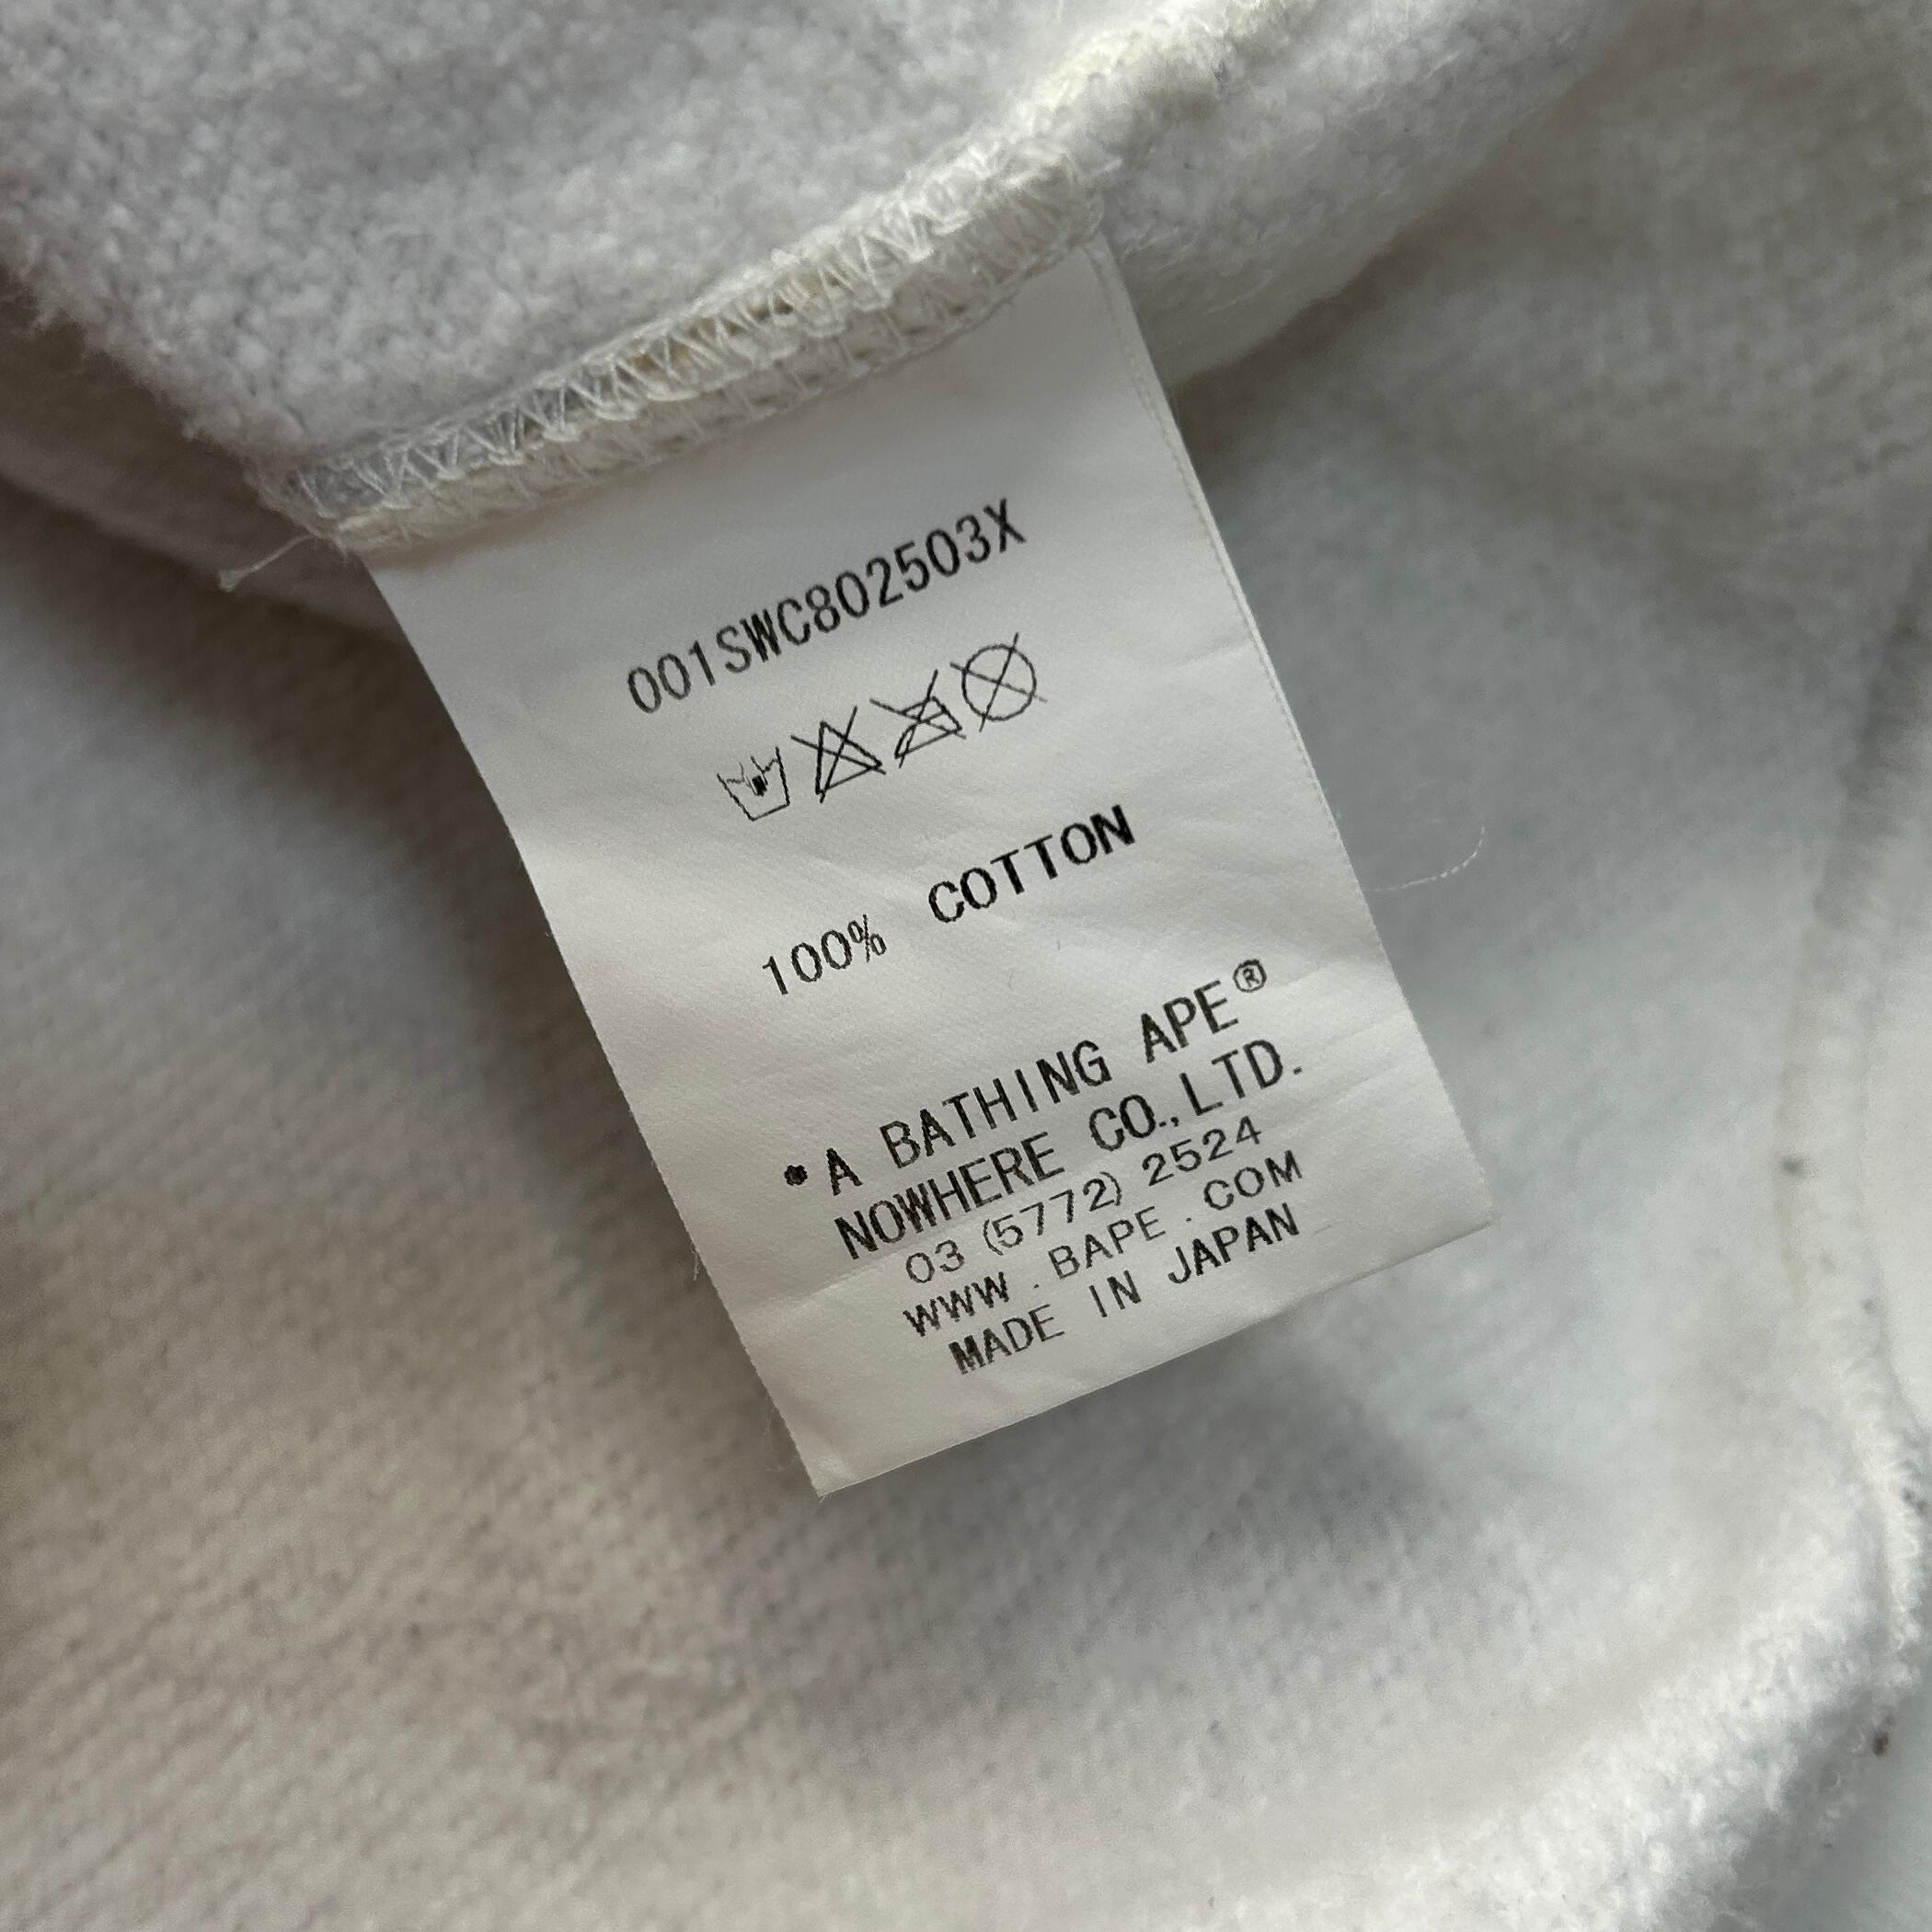 001SWC802503X
100% COTTON
•A BATHING APE®
NOWHERE CO.,LTD.
03 (5772) 2524
WWW.BAPE.COM
MADE IN JAPAN